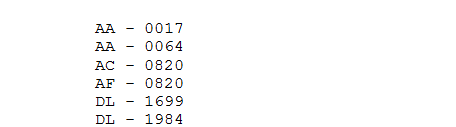 AA - 0017
AA - 0064
AC - 0820
AF - 0820
DL - 1699
DL - 1984